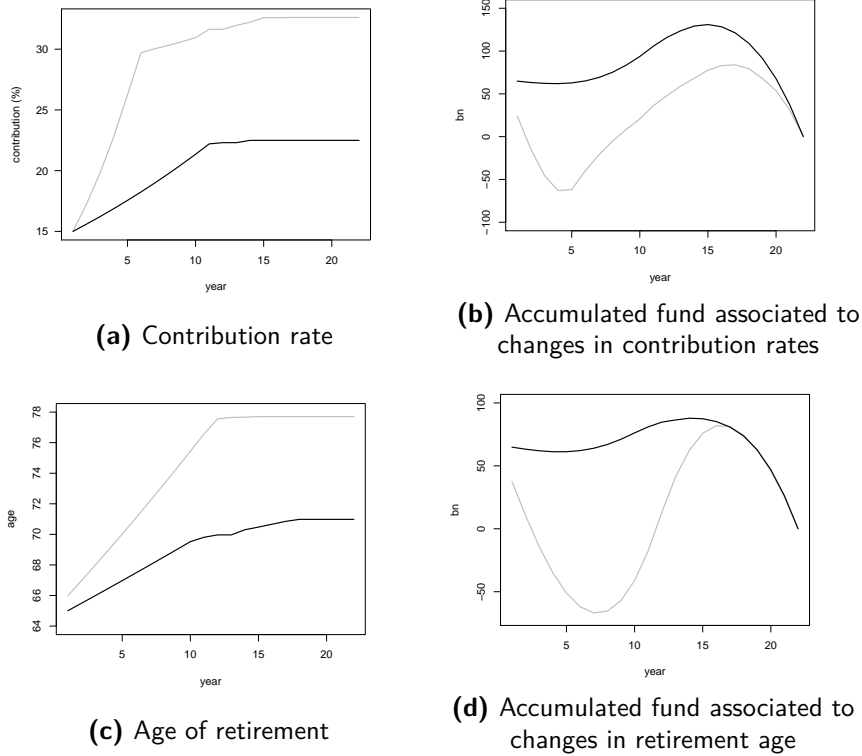 contribution (%)
15
20
25
30
5
10
15
20
year
(a) Contribution rate
bn
−100
−50
0
50
100
150
5
10
15
20
year
(b) Accumulated fund associated to
changes in contribution rates
age
64
66
68
70
72
74
76
78
5
10
15
20
year
(c) Age of retirement
bn
−50
0
50
100
5
10
15
20
year
(d) Accumulated fund associated to
changes in retirement age